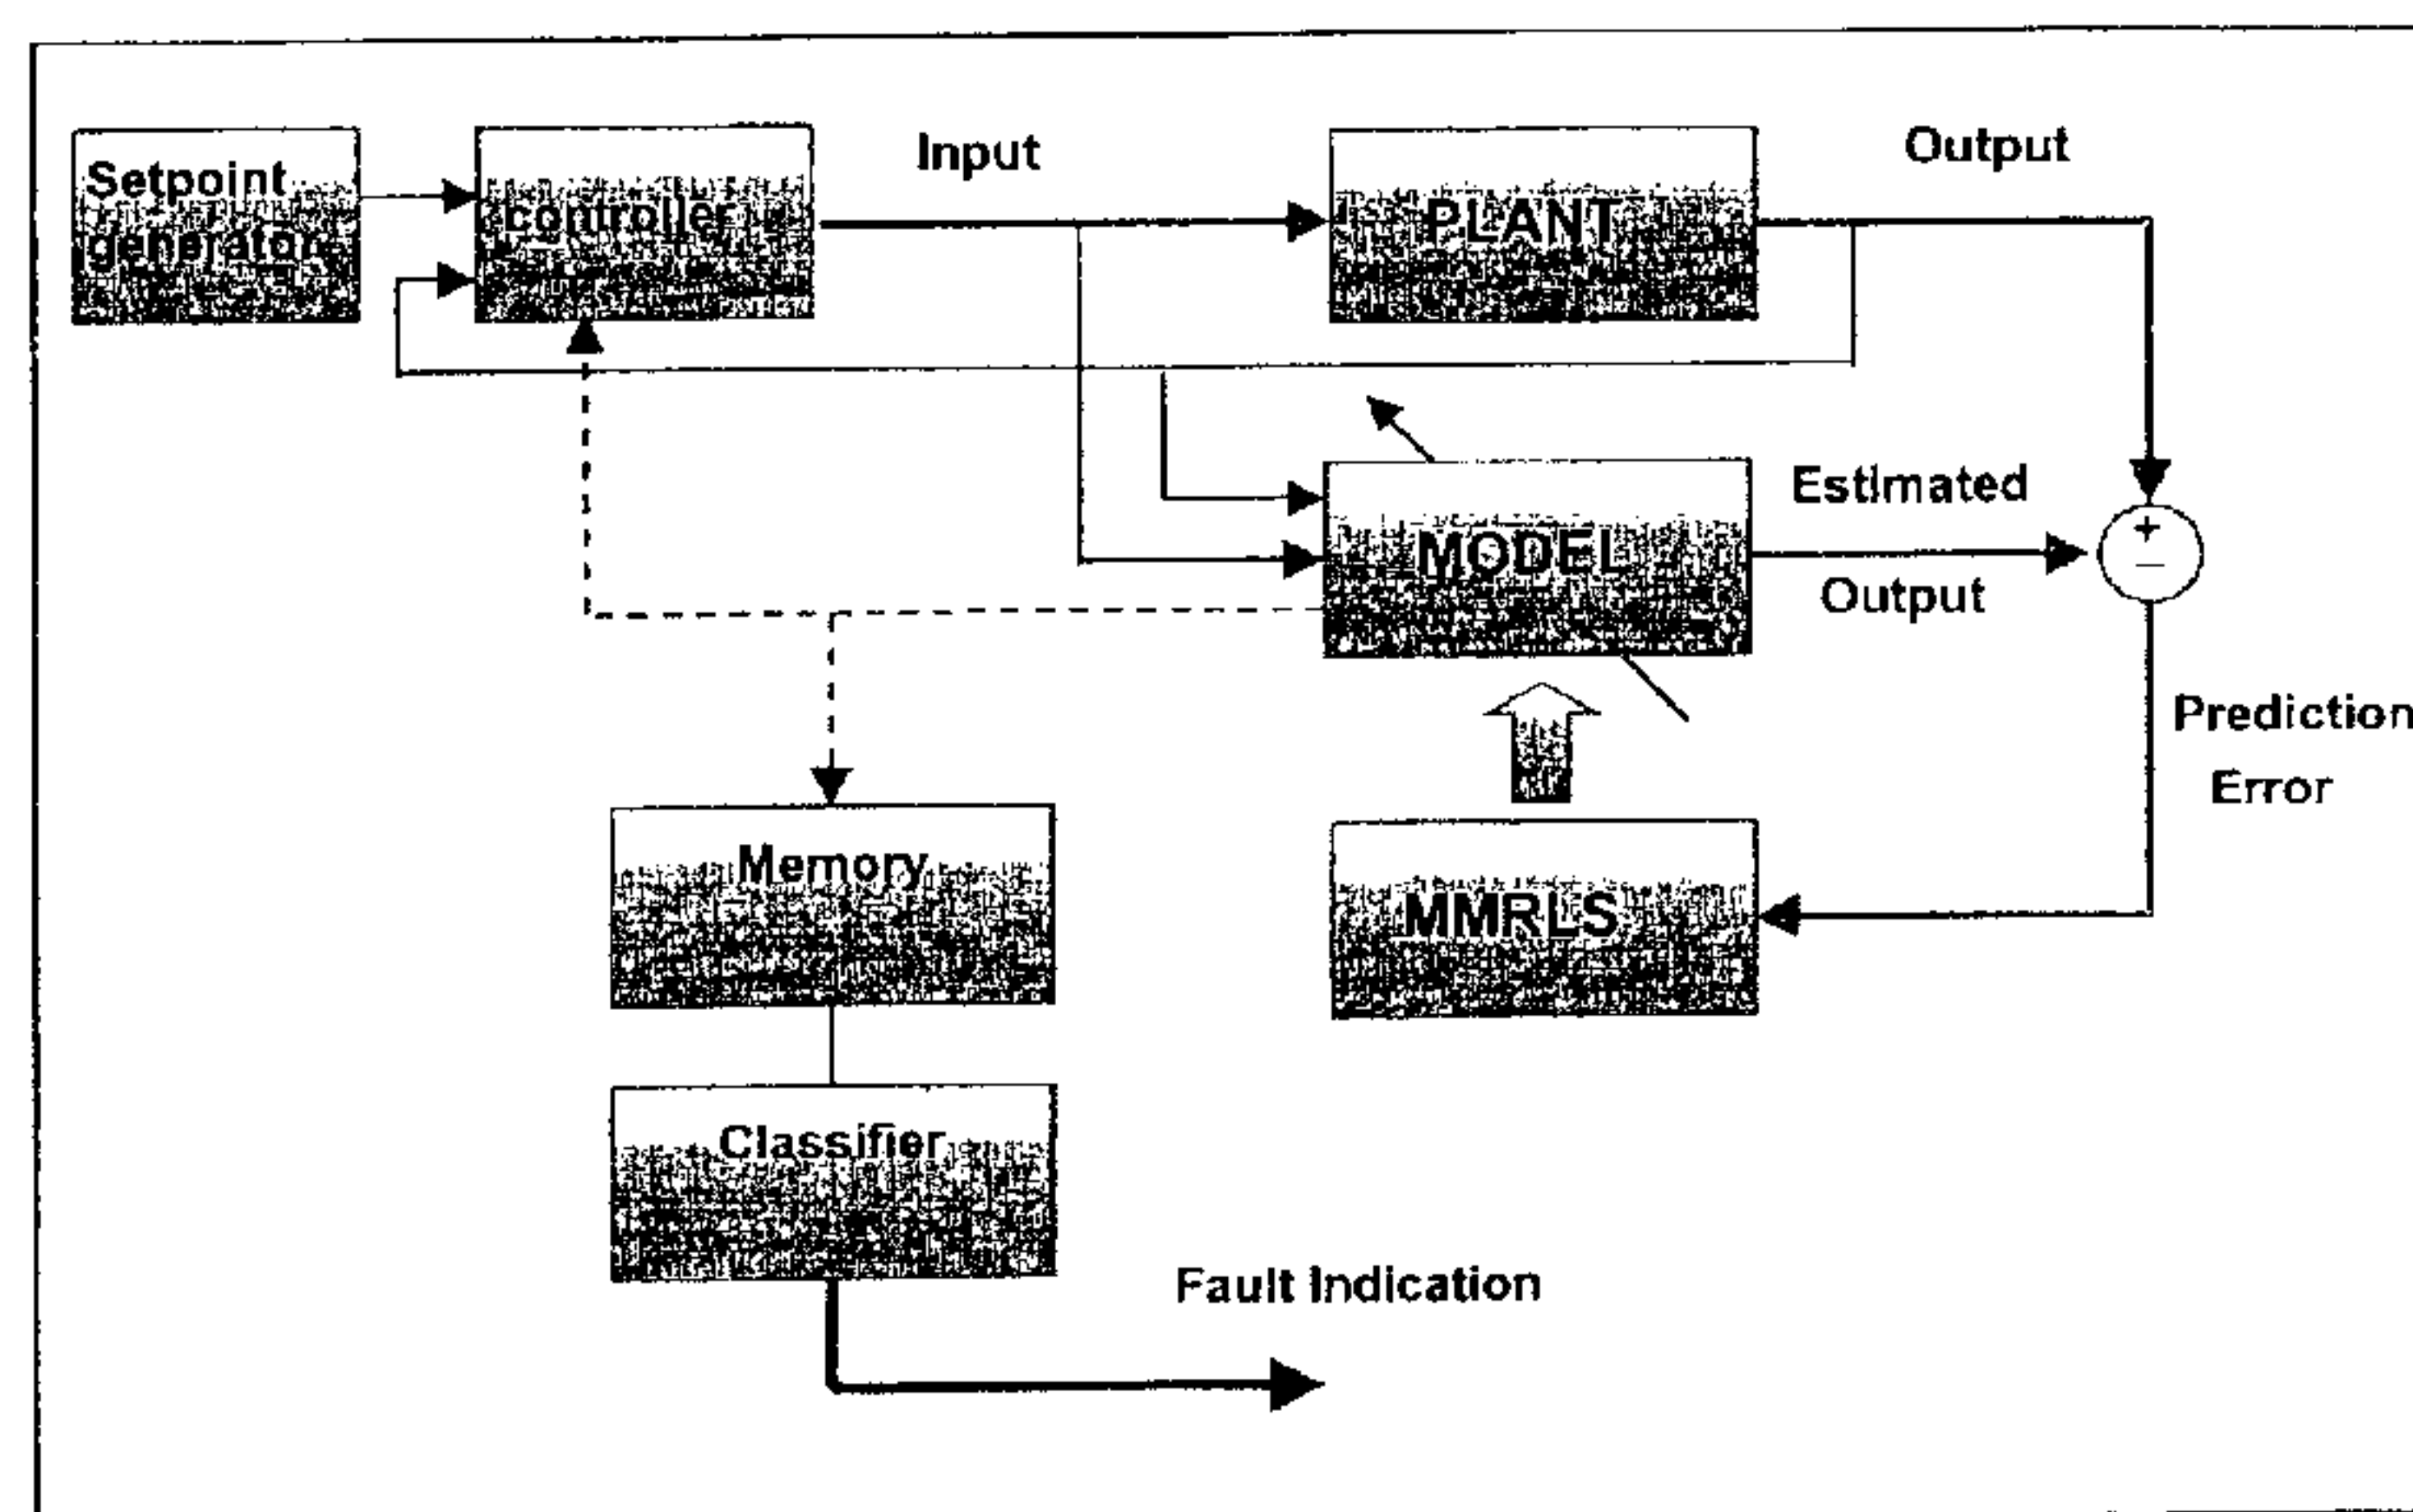 Setpoint
generator
controller
Input
PLANT
Output
MODEL
Estimated
Output
+
−
Prediction
Error
Memory
MMRLS
Classifier
Fault Indication